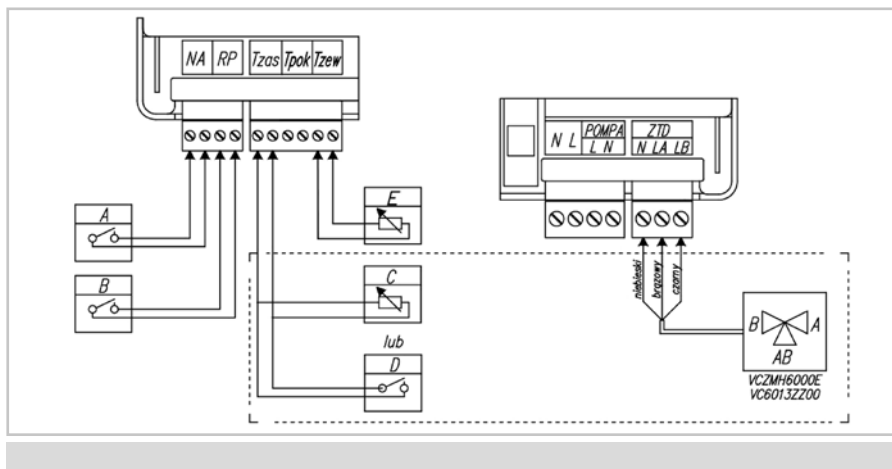 NA RP Tzas Tpok Tzew
N L POMPA ZTD
L N N LA LB
A
B
E
C
lub
D
niebieski
brązowy
czarny
B A
AB
VCZMH6000E
VC6013ZZ00